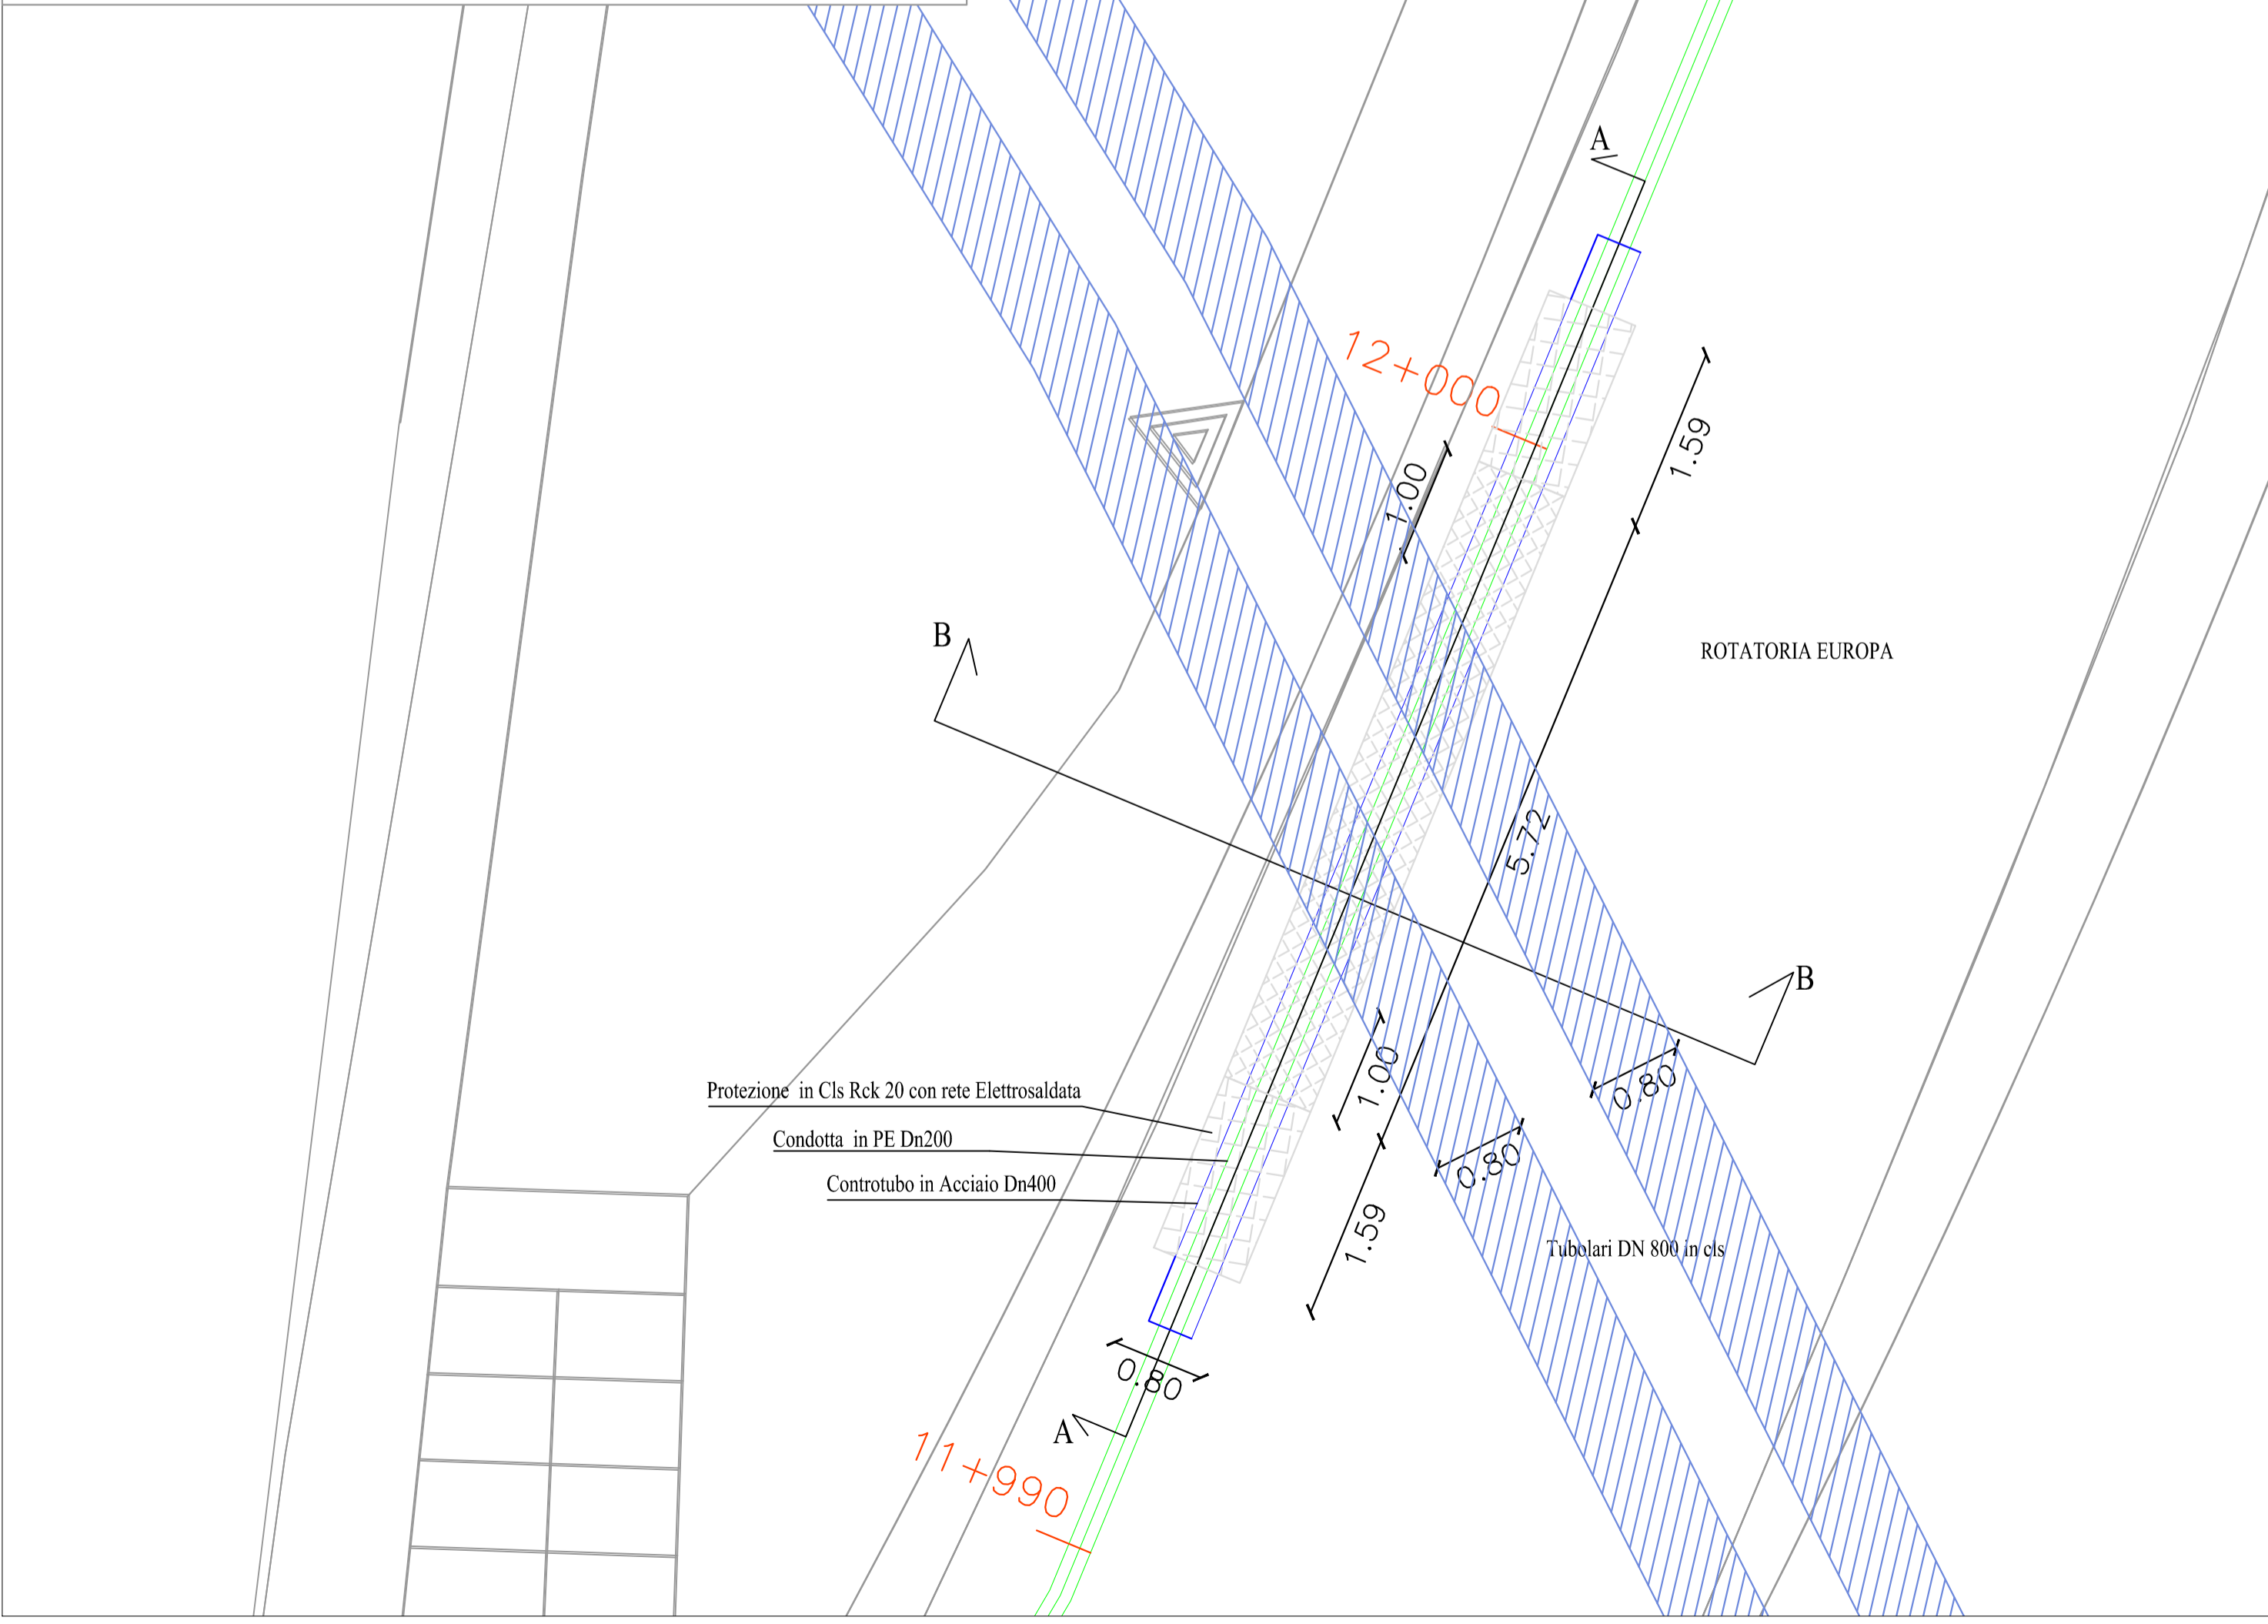 A
12+000
1.59
1.00
B
ROTATORIA EUROPA
5.72
B
Protezione in Cls Rck 20 con rete Elettrosaldata
1.00
0.80
Condotta in PE Dn200
0.80
Controtubo in Acciaio Dn400
1.59
Tubolari DN 800 in cls
0.80
A
11+990